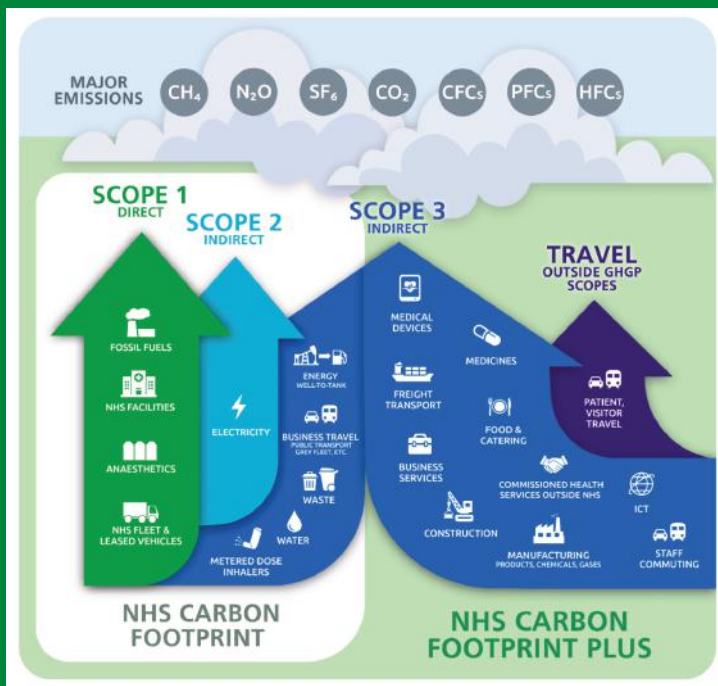 MAJOR
EMISSIONS
CH₄
N₂O
SF₆
CO₂
CFCs
PFCs
HFCs
SCOPE 1
DIRECT
SCOPE 2
INDIRECT
SCOPE 3
INDIRECT
TRAVEL
OUTSIDE GHGP
SCOPES
FOSSIL FUELS
NHS FACILITIES
ANAESTHETICS
NHS FLEET &
LEASED VEHICLES
ELECTRICITY
ENERGY
WELL-TO-TANK
BUSINESS TRAVEL
PUBLIC TRANSPORT
GREY FLEET, ETC.
WASTE
WATER
METERED DOSE
INHALERS
MEDICAL
DEVICES
MEDICINES
FREIGHT
TRANSPORT
FOOD &
CATERING
BUSINESS
SERVICES
COMMISSIONED HEALTH
SERVICES OUTSIDE NHS
CONSTRUCTION
MANUFACTURING
PRODUCTS, CHEMICALS, GASES
ICT
STAFF
COMMUTING
PATIENT,
VISITOR
TRAVEL
NHS CARBON
FOOTPRINT
NHS CARBON
FOOTPRINT PLUS